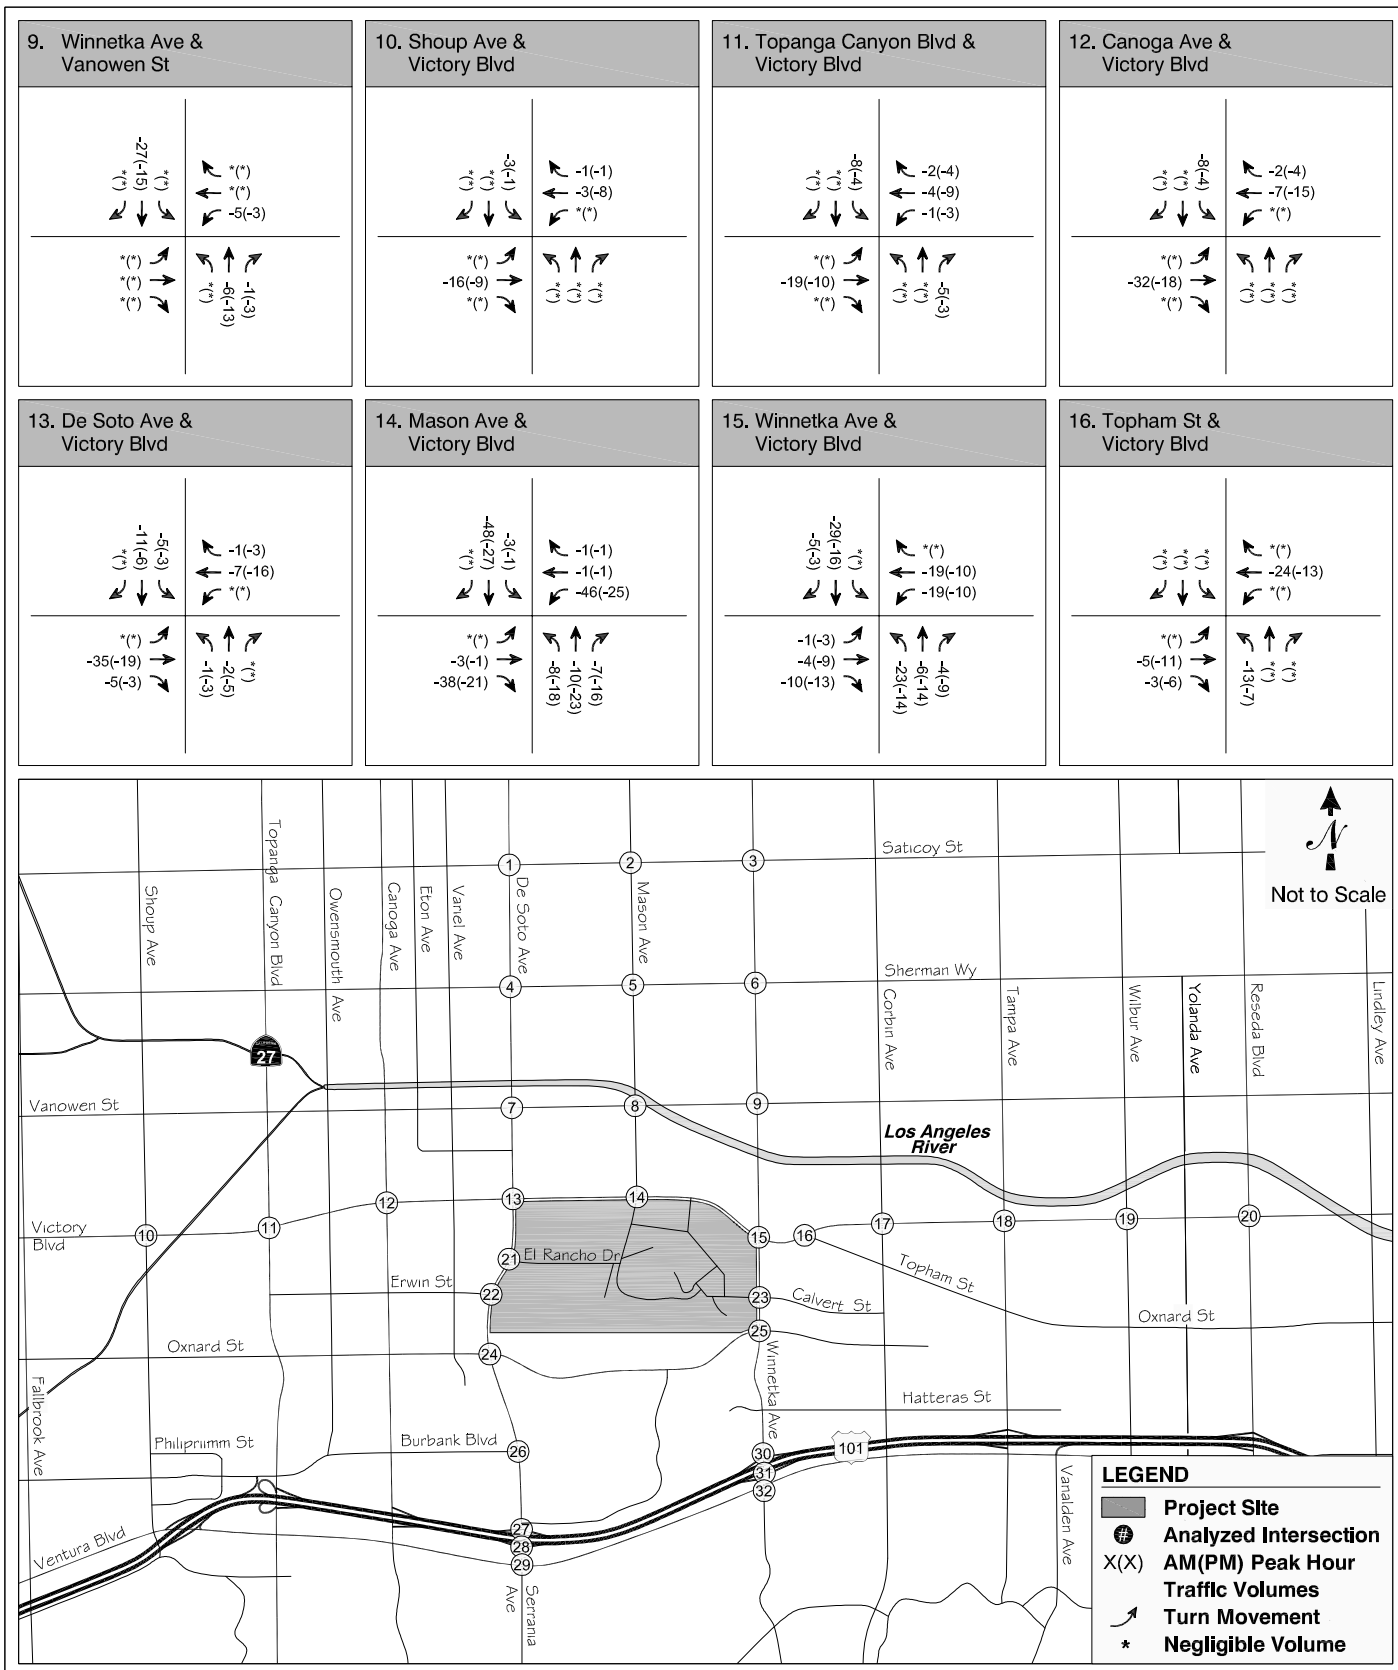 9. Winnetka Ave &
Vanowen St
-27(-15)
*(*)
*(*)
*(*)
*(*)
-5(-3)
*(*)
*(*)
*(*)
*(*)
-6(-13)
-1(-3)
10. Shoup Ave &
Victory Blvd
*(*)
*(*)
-3(-1)
-1(-1)
-3(-8)
*(*)
*(*)
-16(-9)
*(*)
*(*)
*(*)
*(*)
11. Topanga Canyon Blvd &
Victory Blvd
*(*)
*(*)
-8(-4)
-2(-4)
-4(-9)
-1(-3)
*(*)
-19(-10)
*(*)
*(*)
*(*)
-5(-3)
12. Canoga Ave &
Victory Blvd
*(*)
*(*)
-8(-4)
-2(-4)
-7(-15)
*(*)
*(*)
-32(-18)
*(*)
*(*)
*(*)
*(*)
13. De Soto Ave &
Victory Blvd
*(*)
-11(-6)
-5(-3)
-1(-3)
-7(-16)
*(*)
*(*)
-35(-19)
-5(-3)
-1(-3)
-2(-5)
*(*)
14. Mason Ave &
Victory Blvd
*(*)
-48(-27)
-3(-1)
-1(-1)
-1(-1)
-46(-25)
*(*)
-3(-1)
-38(-21)
-8(-18)
-10(-23)
-7(-16)
15. Winnetka Ave &
Victory Blvd
-5(-3)
-29(-16)
*(*)
*(*)
-19(-10)
-19(-10)
-1(-3)
-4(-9)
-10(-13)
-23(-14)
-6(-14)
-4(-9)
16. Topham St &
Victory Blvd
*(*)
*(*)
*(*)
*(*)
-24(-13)
*(*)
*(*)
-5(-11)
-3(-6)
-13(-7)
*(*)
*(*)
N
Not to Scale
Saticoy St
1
2
3
Shoup Ave
Topanga Canyon Blvd
Owensmouth Ave
Canoga Ave
Eton Ave
Variel Ave
De Soto Ave
Mason Ave
Sherman Wy
4
5
6
Corbin Ave
Tampa Ave
Wilbur Ave
Yolanda Ave
Reseda Blvd
Lindley Ave
27
Vanowen St
7
8
9
Los Angeles
River
Victory
Blvd
10
11
12
13
14
15
16
17
18
19
20
21
El Rancho Dr
Erwin St
22
23
Calvert St
Topham St
Oxnard St
25
Oxnard St
24
Winnetka Ave
Hatteras St
Fallbrook Ave
Philiprimm St
Burbank Blvd
26
30
31
32
101
Vanalden Ave
Ventura Blvd
27
28
29
Serrania
Ave
LEGEND
Project Site
# Analyzed Intersection
X(X) AM(PM) Peak Hour
Traffic Volumes
Turn Movement
* Negligible Volume